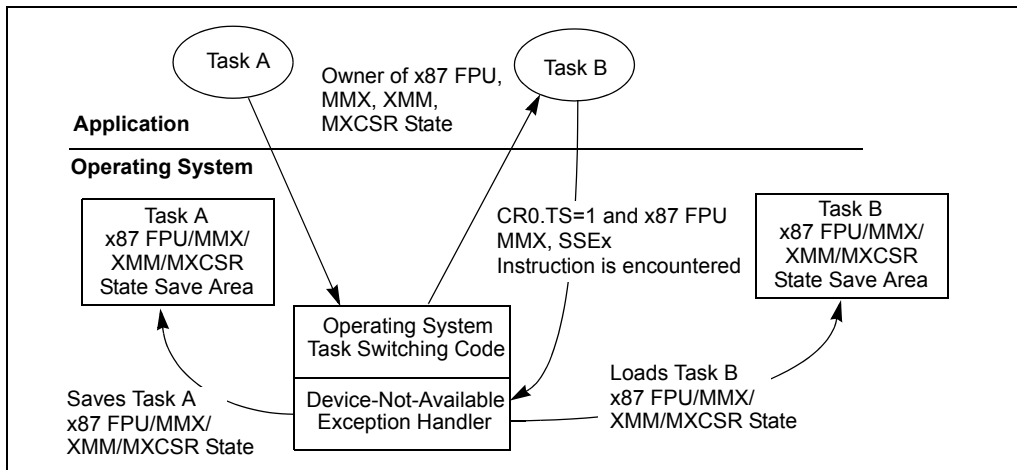 Task A
Owner of x87 FPU,
MMX, XMM,
MXCSR State
Task B
Application
Operating System
Task A
x87 FPU/MMX/
XMM/MXCSR
State Save Area
CR0.TS=1 and x87 FPU
MMX, SSEx
Instruction is encountered
Task B
x87 FPU/MMX/
XMM/MXCSR
State Save Area
Operating System
Task Switching Code
Device-Not-Available
Exception Handler
Saves Task A
x87 FPU/MMX/
XMM/MXCSR State
Loads Task B
x87 FPU/MMX/
XMM/MXCSR State